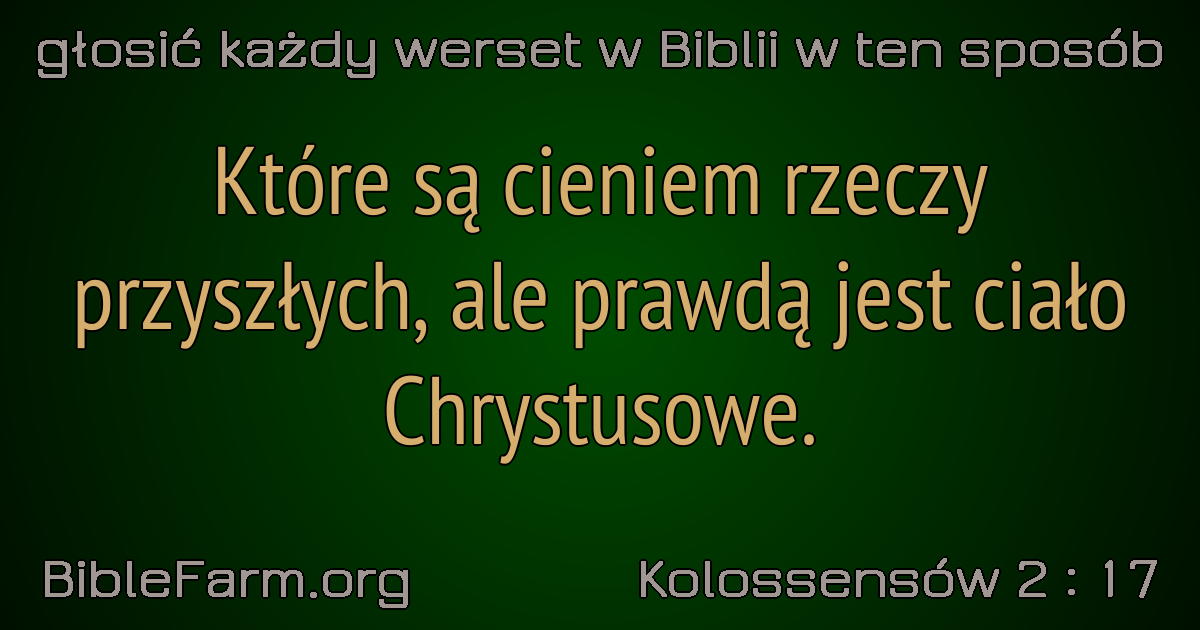 głosić każdy werset w Biblii w ten sposób
Które są cieniem rzeczy
przyszłych, ale prawdą jest ciało
Chrystusowe.
BibleFarm.org
Kolossensów 2 : 17